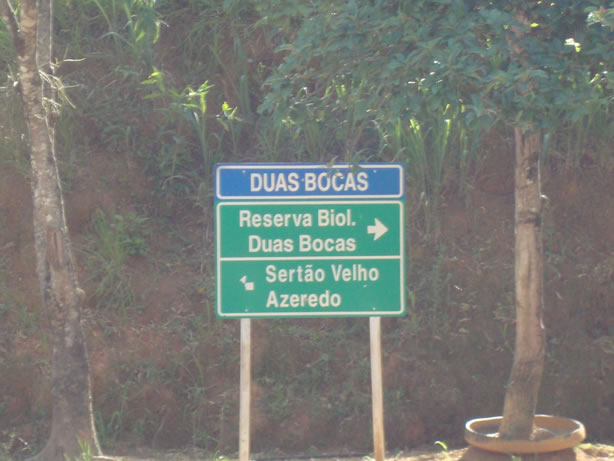 DUAS BOCAS
Reserva Biol.
Duas Bocas
Sertão Velho
Azeredo